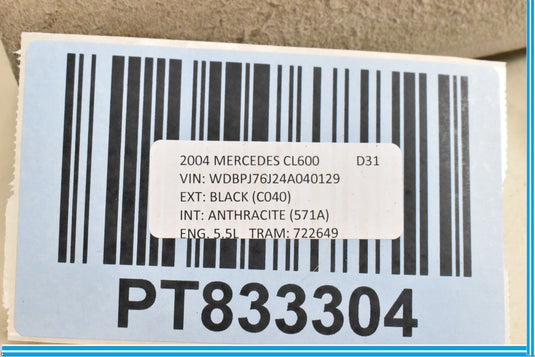 2004 MERCEDES CL600 D31
VIN: WDBPJ76J24A040129
EXT: BLACK (C040)
INT: ANTHRACITE (571A)
ENG. 5.5L TRAM: 722649
PT833304